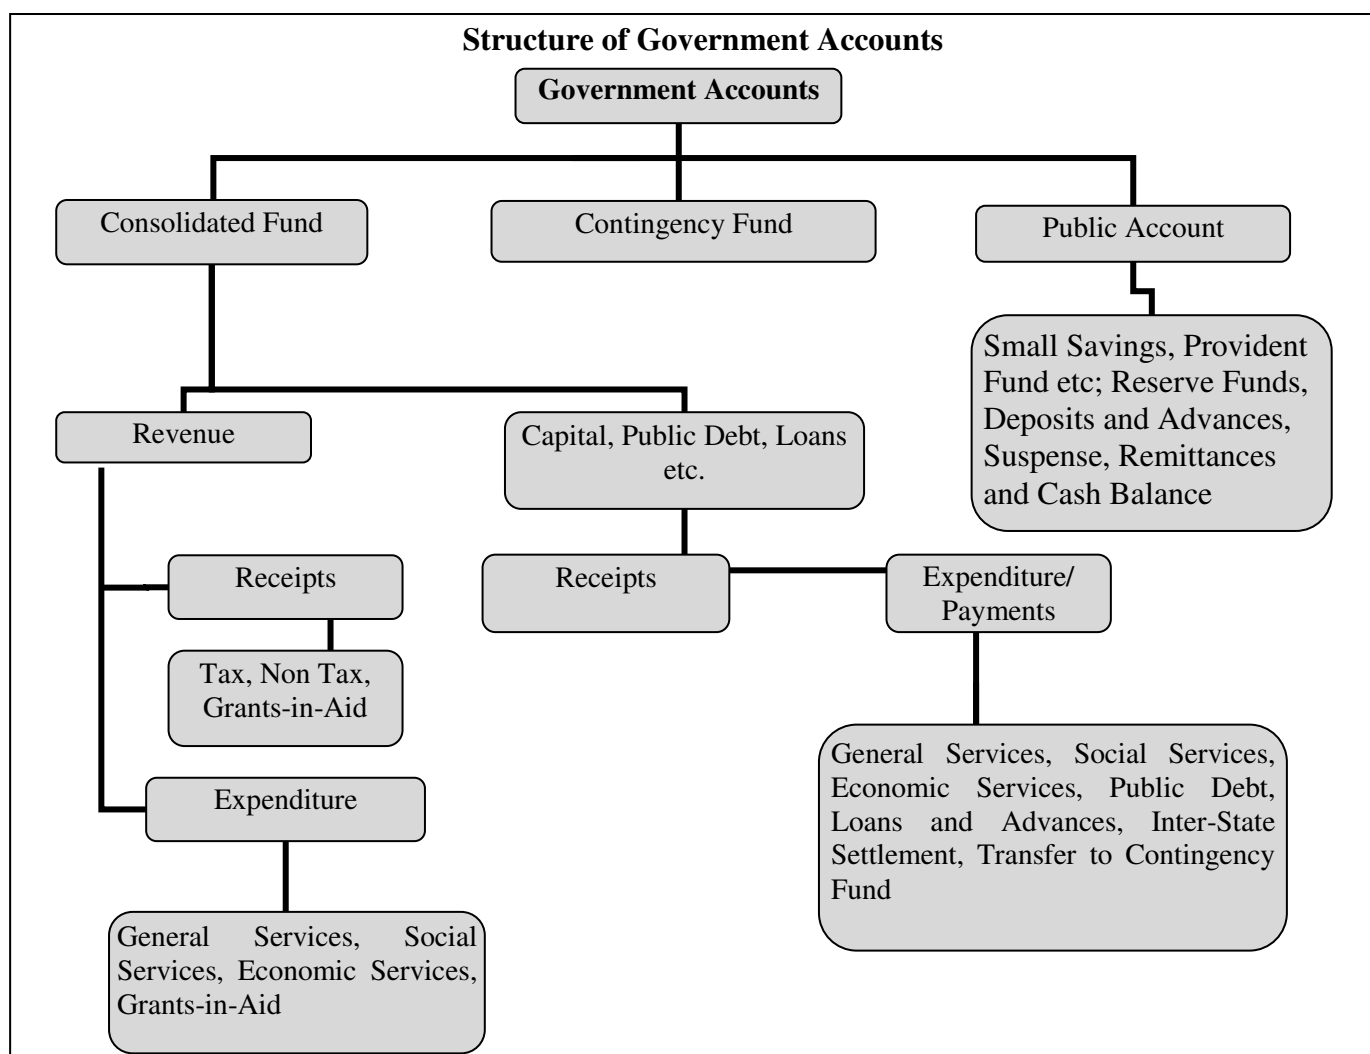 Structure of Government Accounts
Government Accounts
Consolidated Fund
Contingency Fund
Public Account
Small Savings, Provident
Fund etc; Reserve Funds,
Deposits and Advances,
Suspense, Remittances
and Cash Balance
Revenue
Capital, Public Debt, Loans
etc.
Receipts
Receipts
Expenditure/
Payments
Tax, Non Tax,
Grants-in-Aid
General Services, Social Services,
Economic Services, Public Debt,
Loans and Advances, Inter-State
Settlement, Transfer to Contingency
Fund
Expenditure
General Services, Social
Services, Economic Services,
Grants-in-Aid